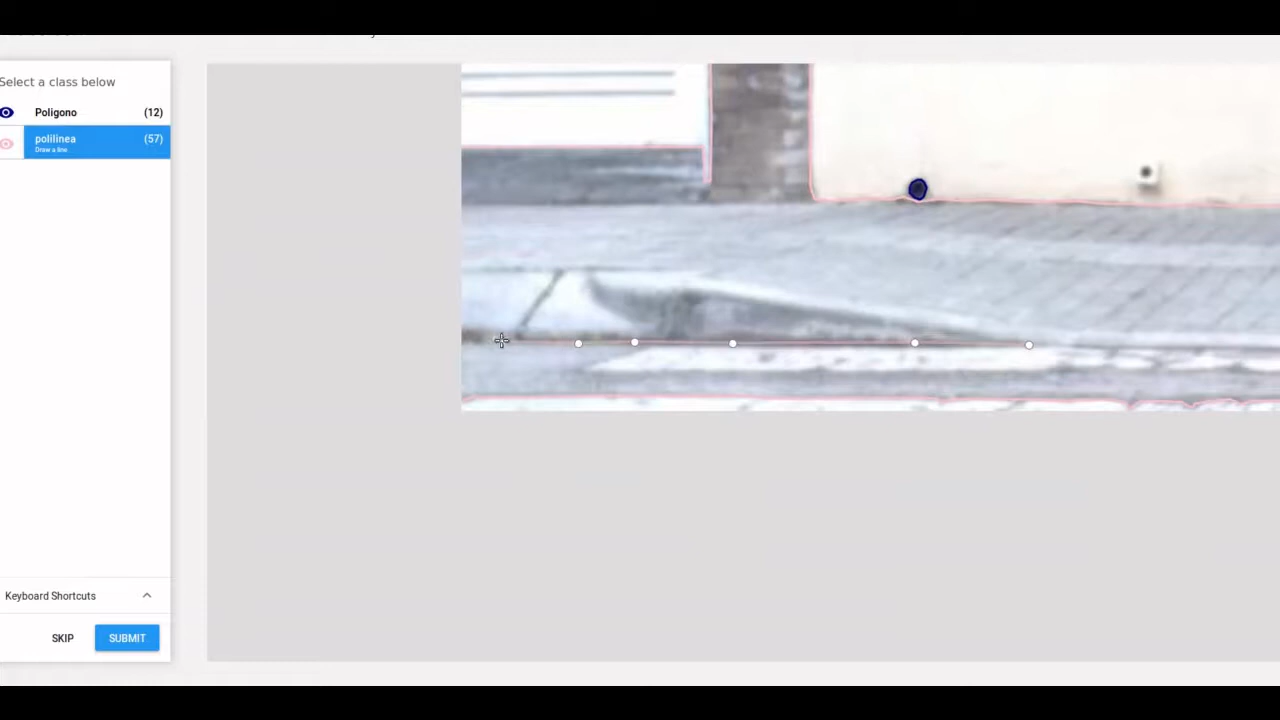 Select a class below
Poligono (12)
polilinea (57)
Draw a line
Keyboard Shortcuts
SKIP SUBMIT